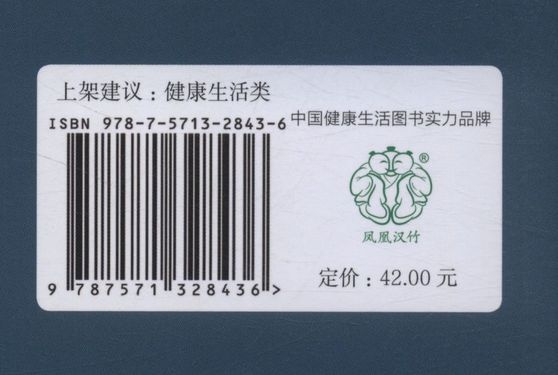 上架建议：健康生活类
ISBN 978-7-5713-2843-6
中国健康生活图书实力品牌
®
凤凰汉竹
9 787571 328436 >
定价：42.00 元